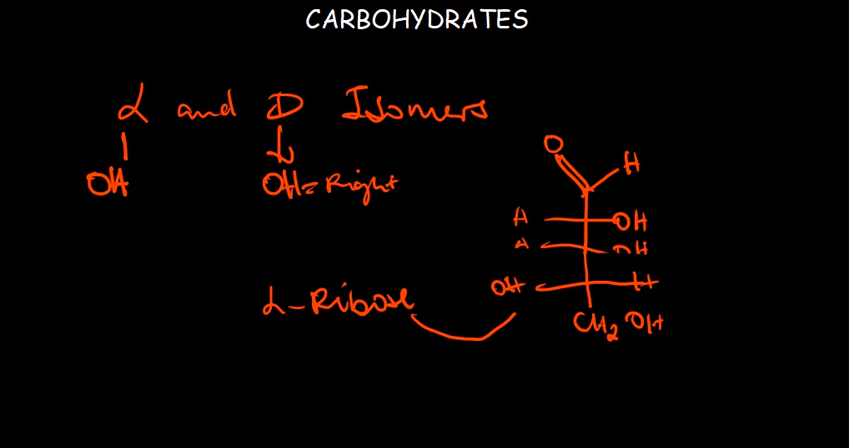 CARBOHYDRATES
L and D Isomers
OH
OH = Right
O
H
H OH
H OH
L-Ribose
OH H
CH2OH